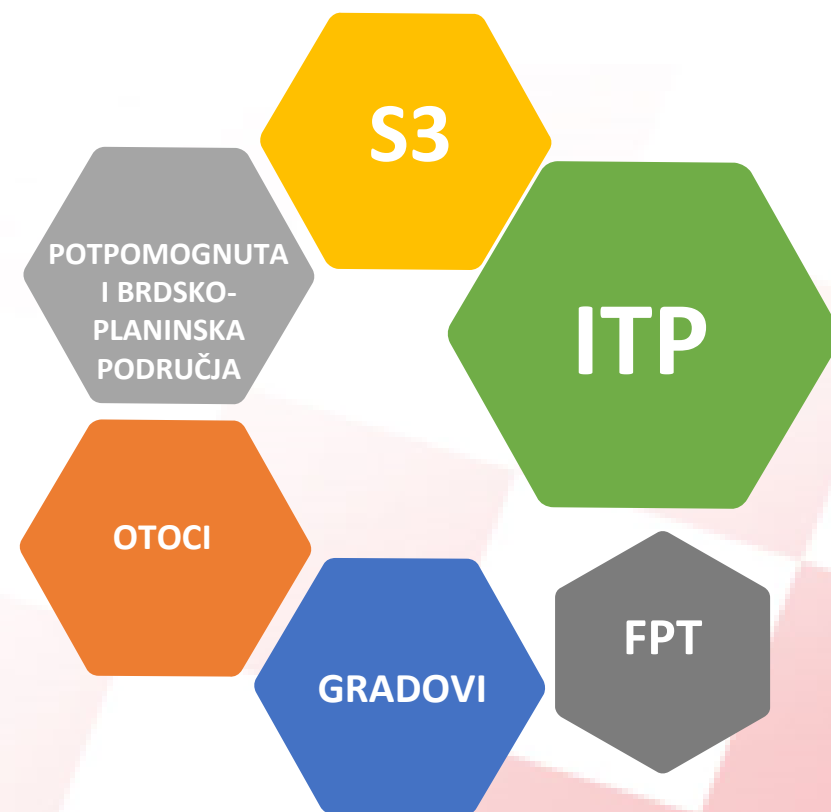 S3
POTPOMOGNUTA
I BRDSKO-
PLANINSKA
PODRUČJA
ITP
OTOCI
FPT
GRADOVI